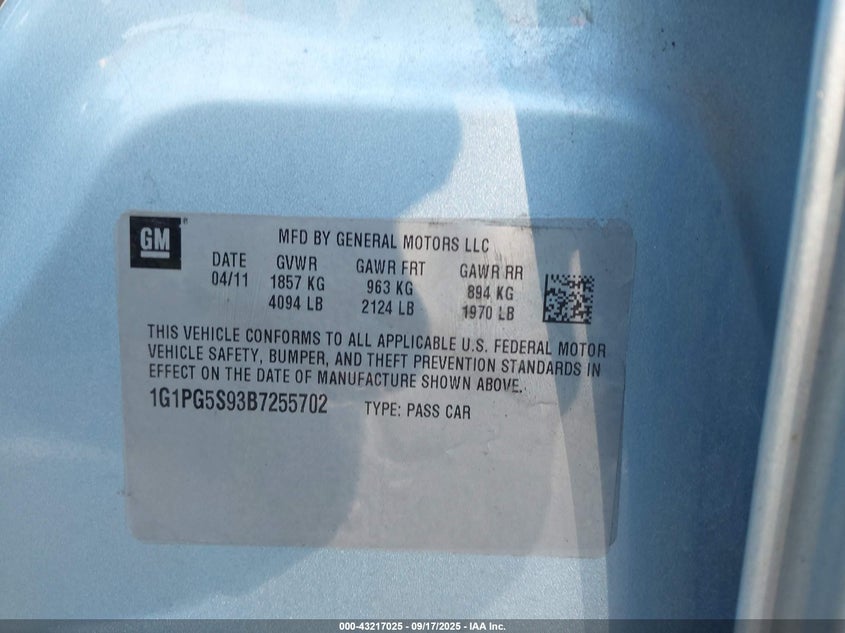 GM ®
MFD BY GENERAL MOTORS LLC
DATE GVWR GAWR FRT GAWR RR
04/11 1857 KG 963 KG 894 KG
4094 LB 2124 LB 1970 LB
THIS VEHICLE CONFORMS TO ALL APPLICABLE U.S. FEDERAL MOTOR
VEHICLE SAFETY, BUMPER, AND THEFT PREVENTION STANDARDS IN
EFFECT ON THE DATE OF MANUFACTURE SHOWN ABOVE.
1G1PG5S93B7255702 TYPE: PASS CAR
000-43217025 - 09/17/2025 - IAA Inc.